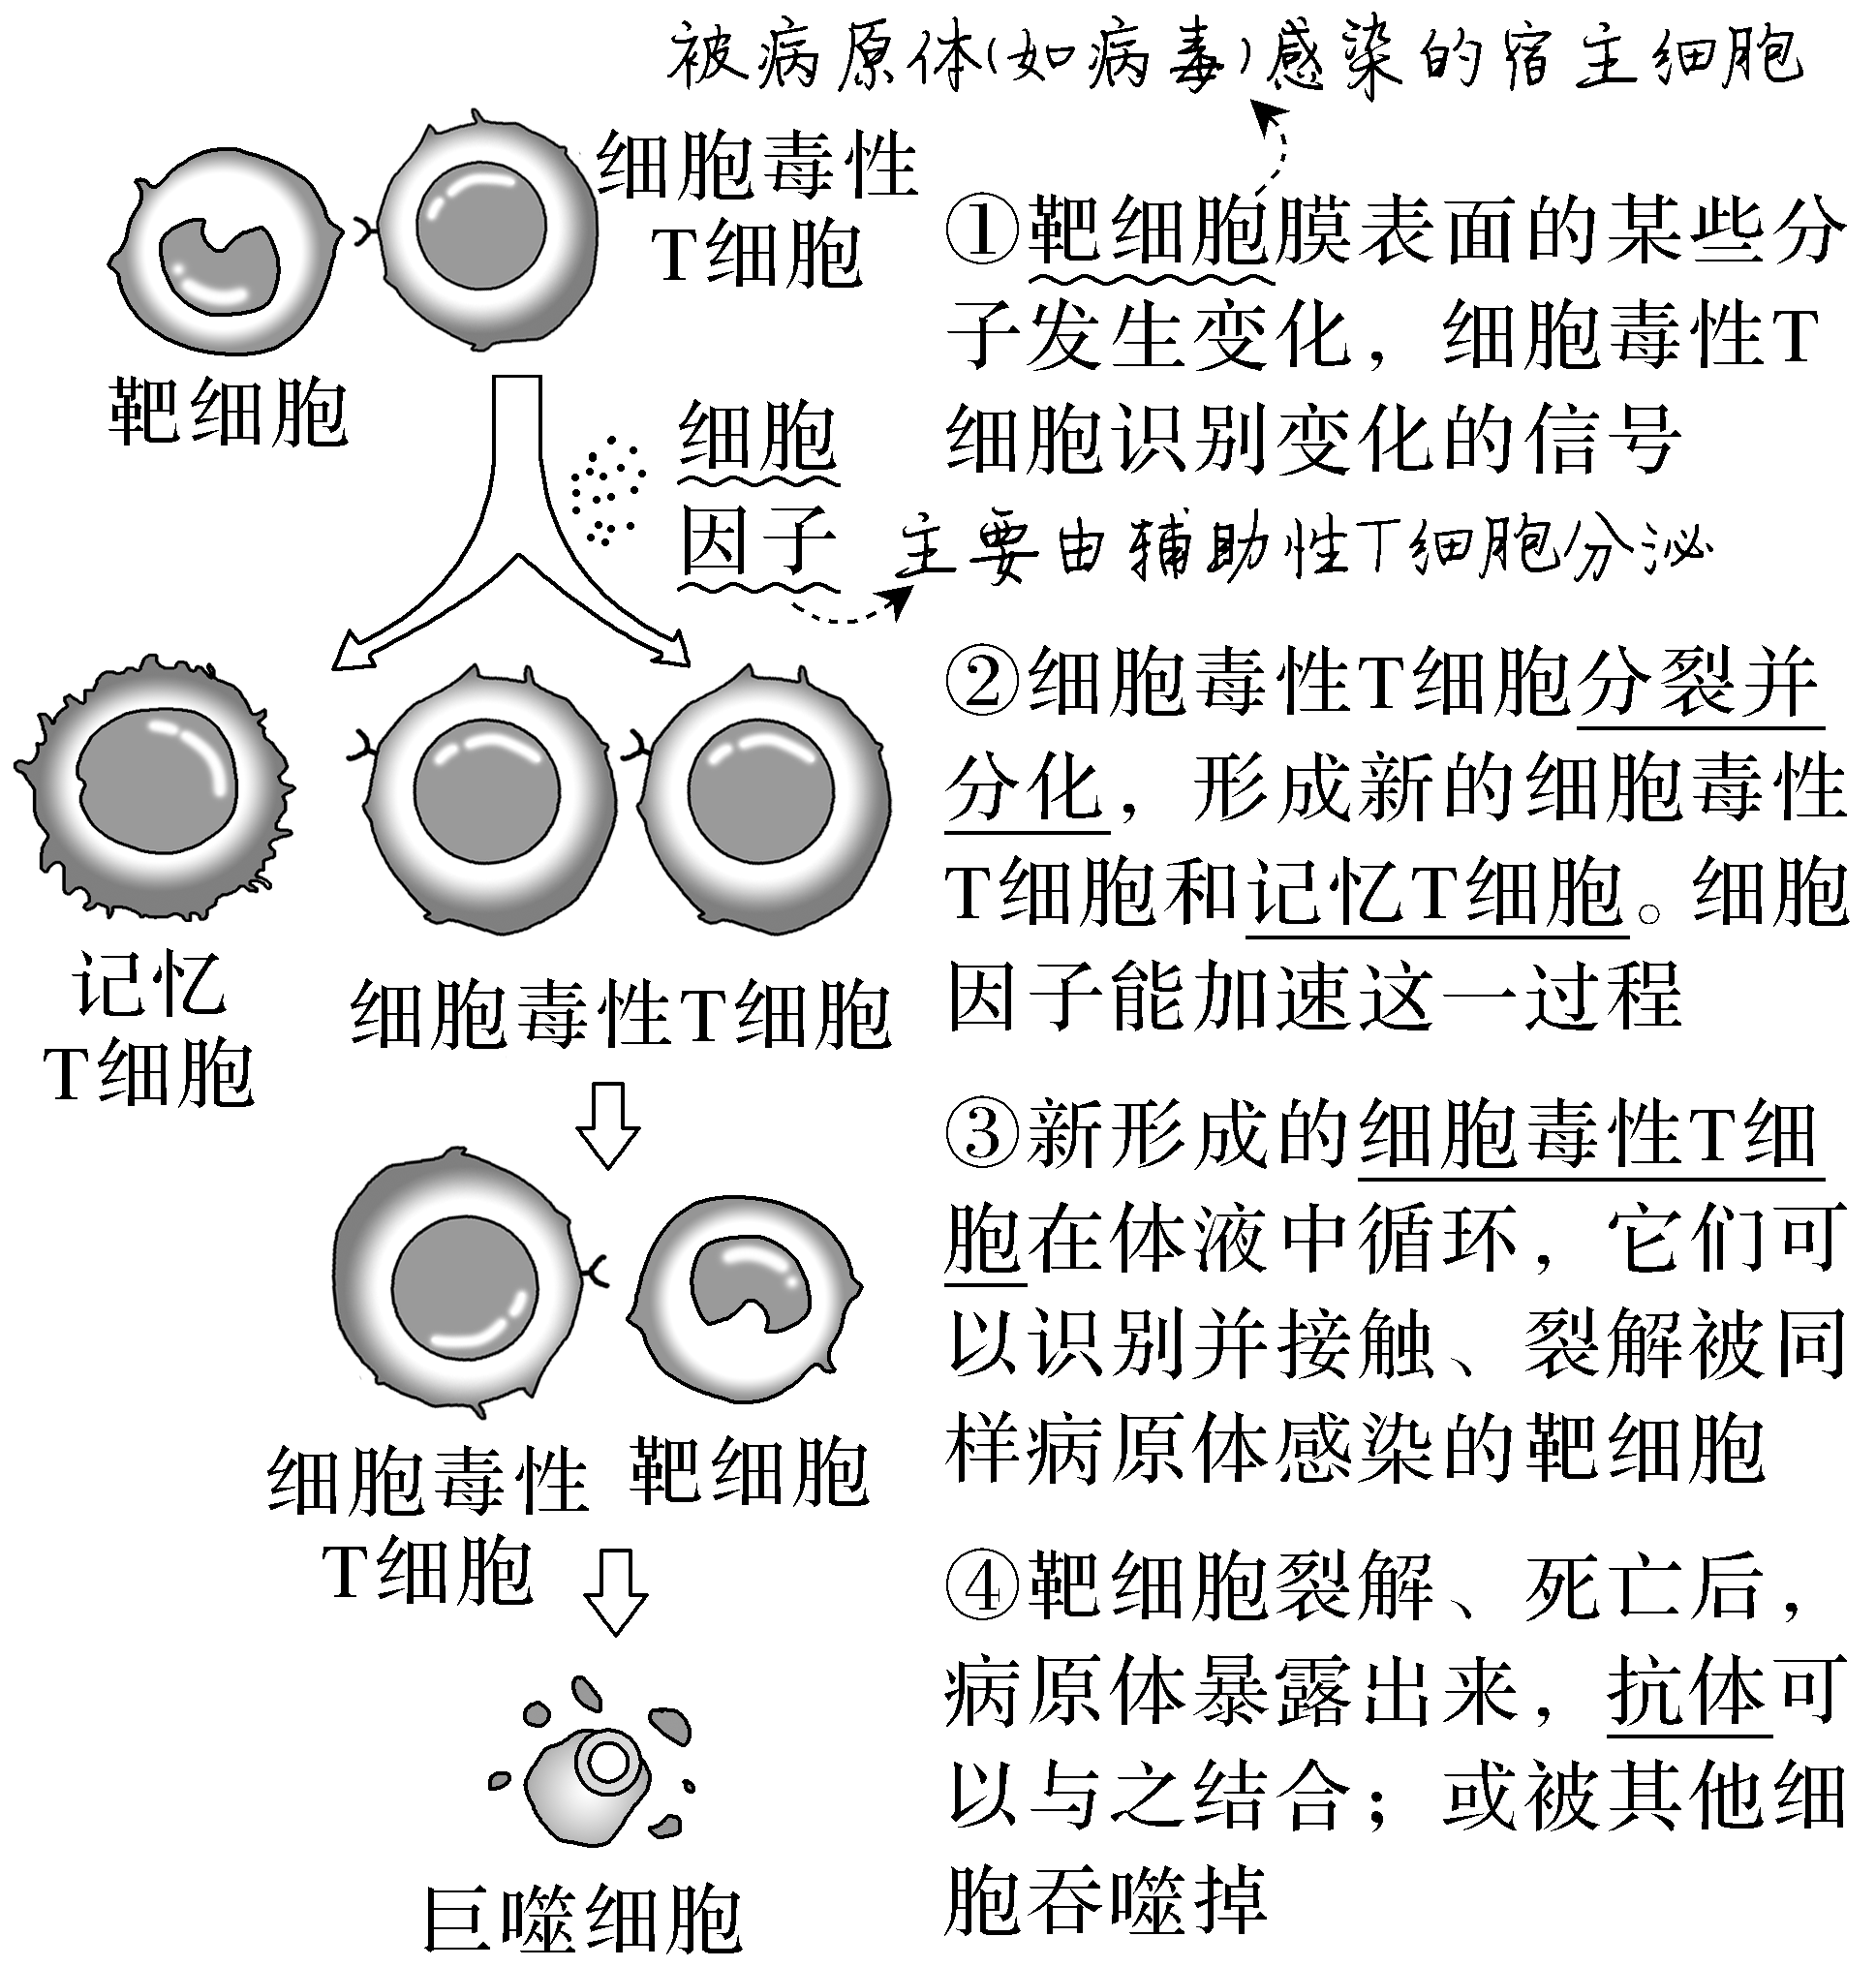 被病原体(如病毒)感染的宿主细胞
细胞毒性
T细胞
靶细胞
①靶细胞膜表面的某些分
子发生变化，细胞毒性T
细胞识别变化的信号
细胞
因子
主要由辅助性T细胞分泌
②细胞毒性T细胞分裂并
分化，形成新的细胞毒性
T细胞和记忆T细胞。细胞
因子能加速这一过程
记忆
T细胞
细胞毒性T细胞
③新形成的细胞毒性T细
胞在体液中循环，它们可
以识别并接触、裂解被同
样病原体感染的靶细胞
细胞毒性
T细胞
靶细胞
④靶细胞裂解、死亡后，
病原体暴露出来，抗体可
以与之结合；或被其他细
胞吞噬掉
巨噬细胞